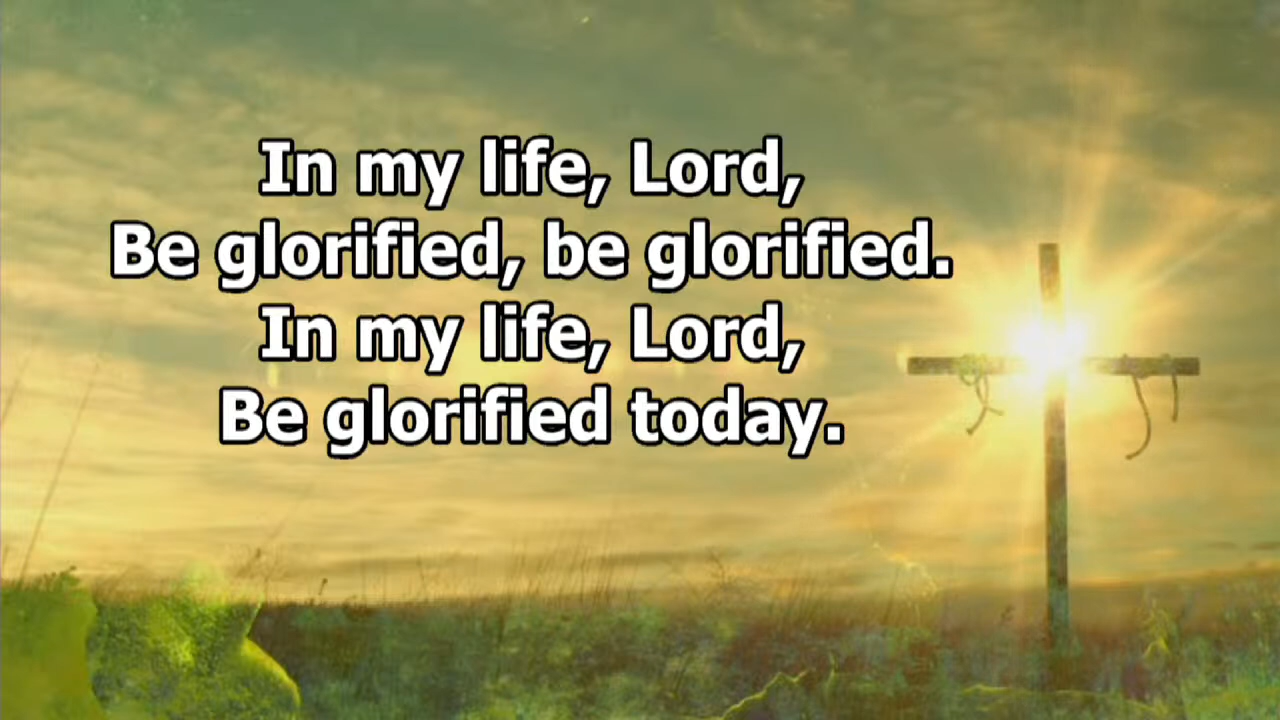 In my life, Lord,
Be glorified, be glorified.
In my life, Lord,
Be glorified today.